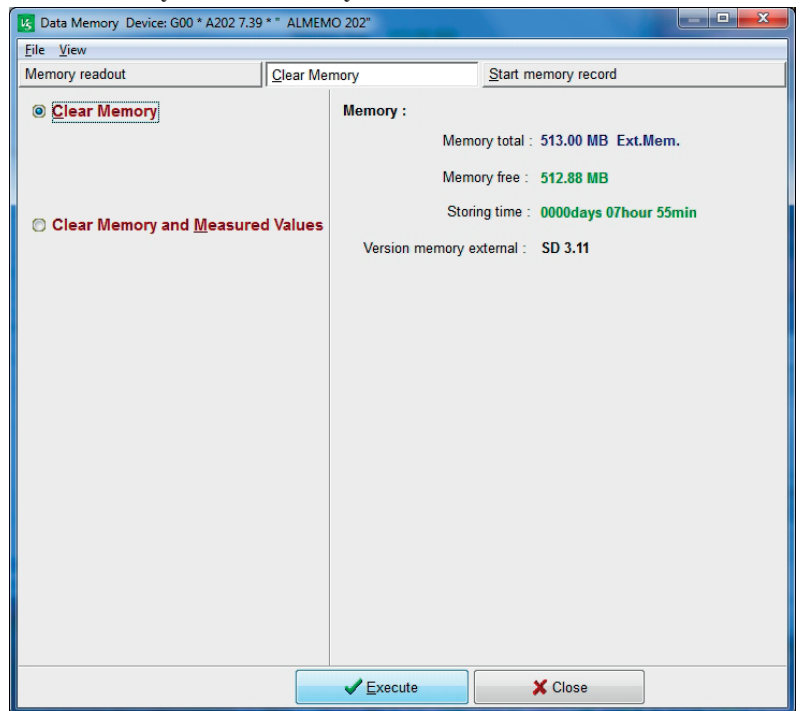 Data Memory Device: G00 * A202 7.39 * " ALMEMO 202"
File View
Memory readout Clear Memory Start memory record
Clear Memory
Clear Memory and Measured Values
Memory :
Memory total : 513.00 MB Ext.Mem.
Memory free : 512.88 MB
Storing time : 0000days 07hour 55min
Version memory external : SD 3.11
Execute Close